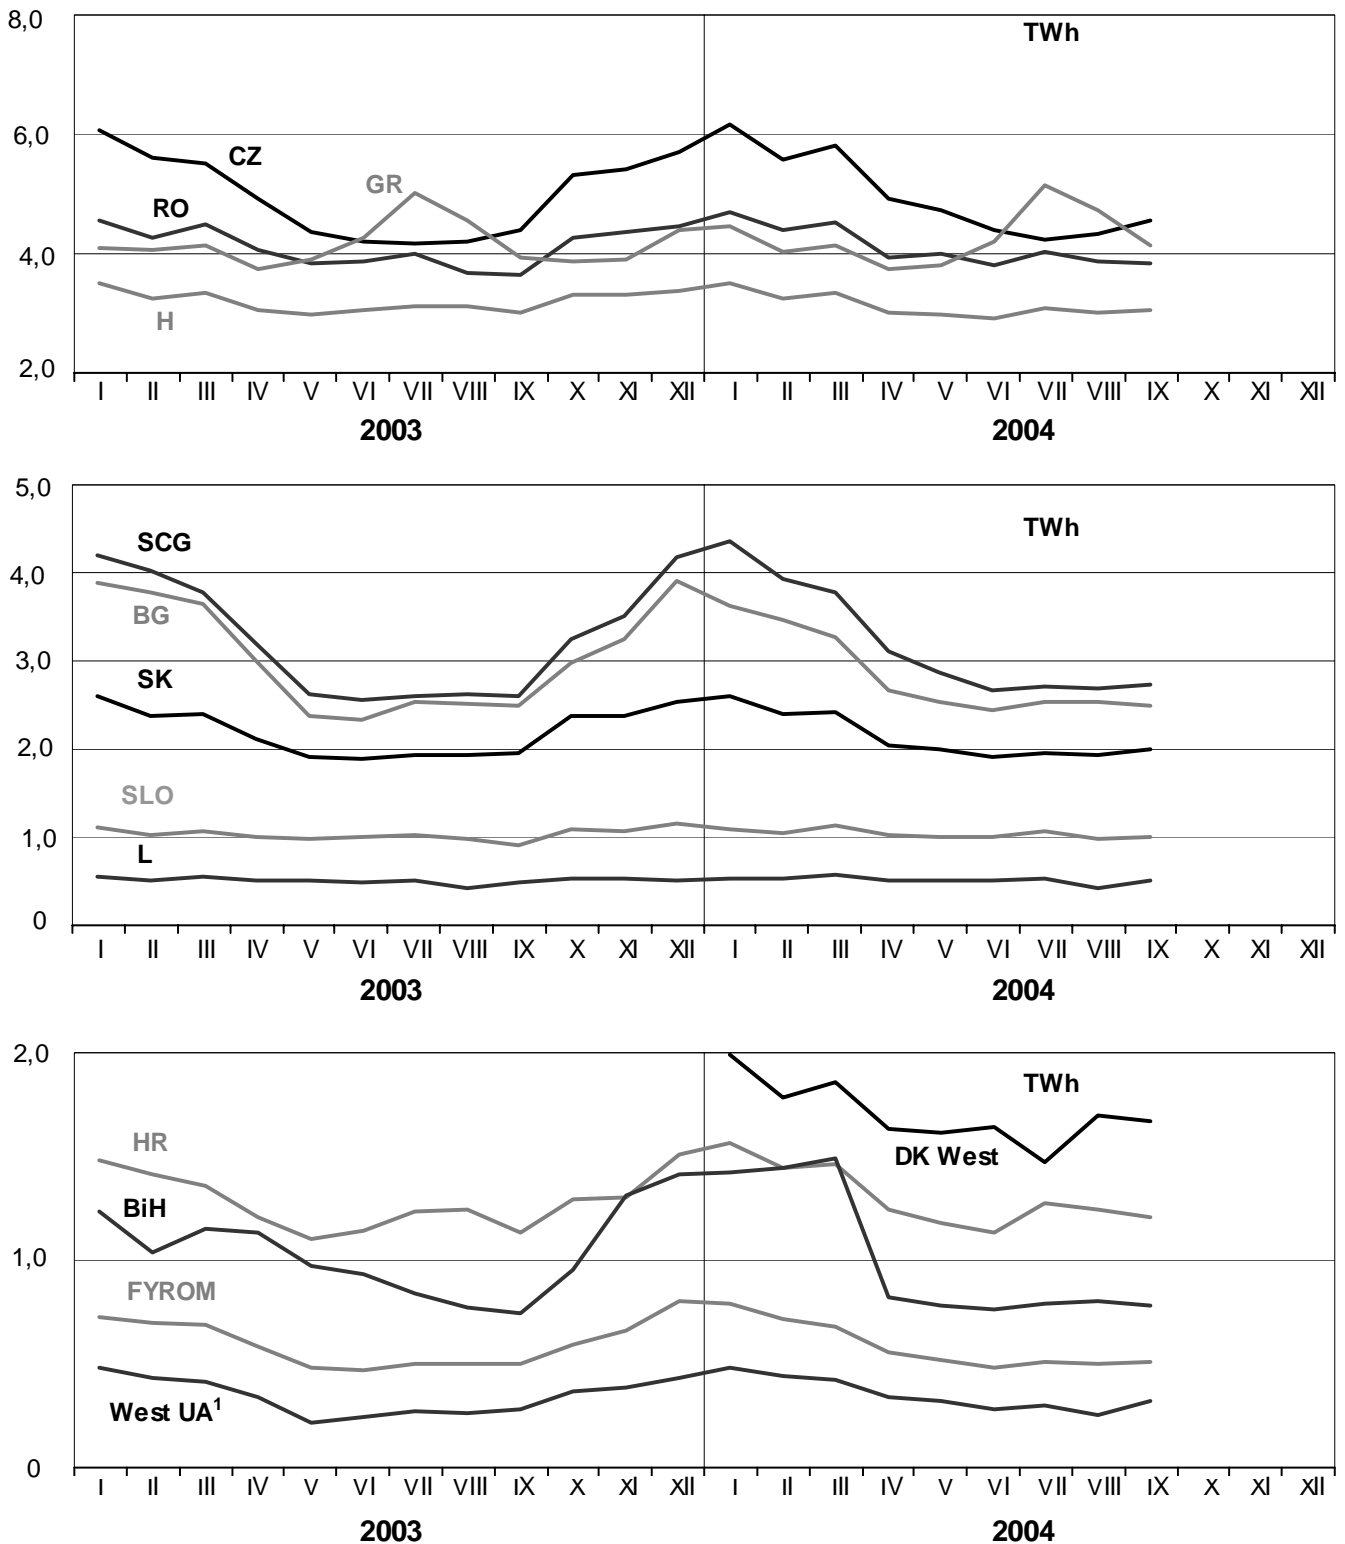 8,0
TWh
6,0
CZ
GR
RO
4,0
H
2,0
I II III IV V VI VII VIII IX X XI XII I II III IV V VI VII VIII IX X XI XII
2003 2004
5,0
TWh
SCG
4,0
BG
3,0
SK
2,0
SLO
1,0
L
0
I II III IV V VI VII VIII IX X XI XII I II III IV V VI VII VIII IX X XI XII
2003 2004
2,0
TWh
HR
DK West
BiH
1,0
FYROM
West UA¹
0
I II III IV V VI VII VIII IX X XI XII I II III IV V VI VII VIII IX X XI XII
2003 2004